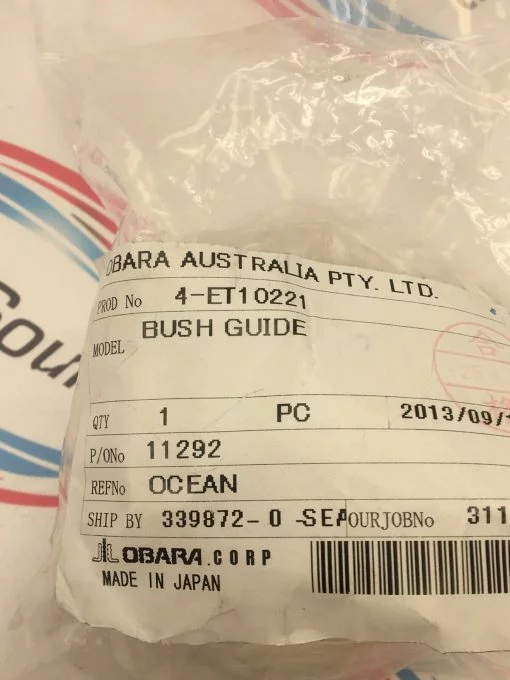 OBARA AUSTRALIA PTY. LTD.
PROD No 4-ET10221
MODEL BUSH GUIDE
QTY 1 PC 2013/09/1
P/ONo 11292
REFNo OCEAN
SHIP BY 339872-0 -SEA OURJOBNo 311
OBARA.CORP
MADE IN JAPAN